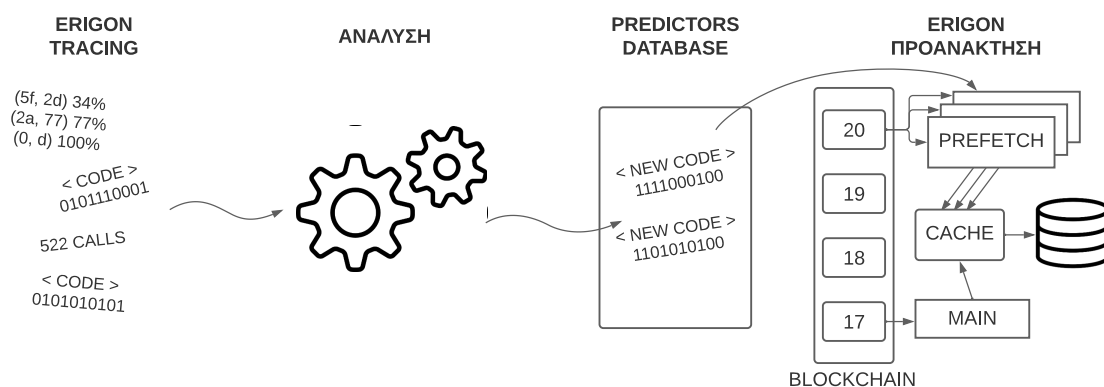 ERIGON
TRACING
(5f, 2d) 34%
(2a, 77) 77%
(0, d) 100%
< CODE >
0101110001
522 CALLS
< CODE >
0101010101
ΑΝΑΛΥΣΗ
PREDICTORS
DATABASE
< NEW CODE >
1111000100
< NEW CODE >
1101010100
ERIGON
ΠΡΟΑΝΑΚΤΗΣΗ
20
19
18
17
BLOCKCHAIN
PREFETCH
CACHE
MAIN